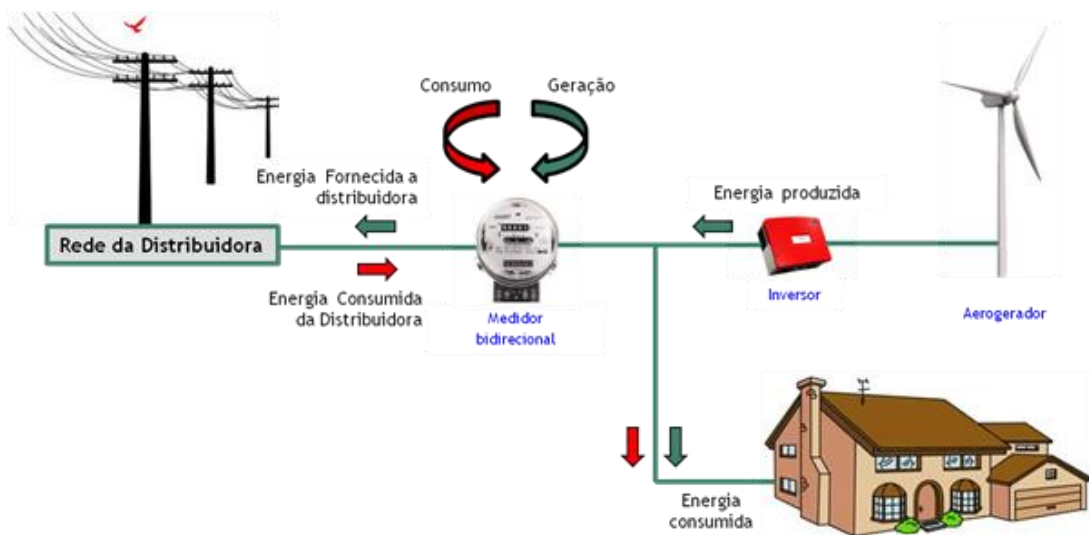 Consumo
Geração
Energia Fornecida a
distribuidora
Energia produzida
Rede da Distribuidora
Energia Consumida
da Distribuidora
Medidor
bidirecional
Inversor
Aerogerador
Energia
consumida